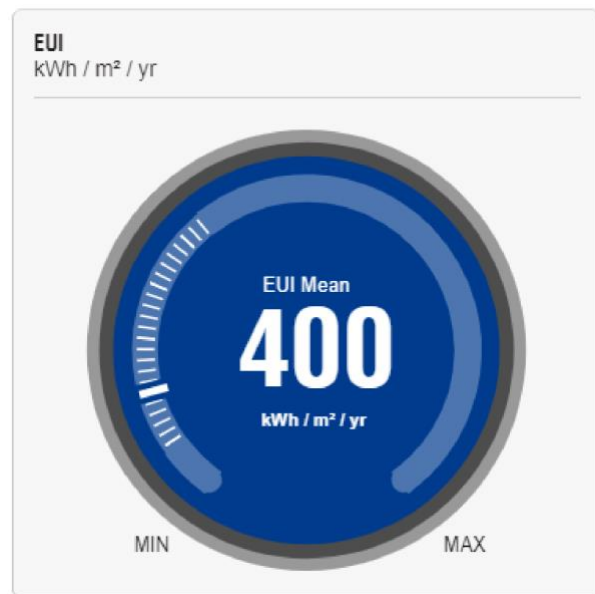 EUI
kWh / m² / yr
EUI Mean
400
kWh / m² / yr
MIN
MAX